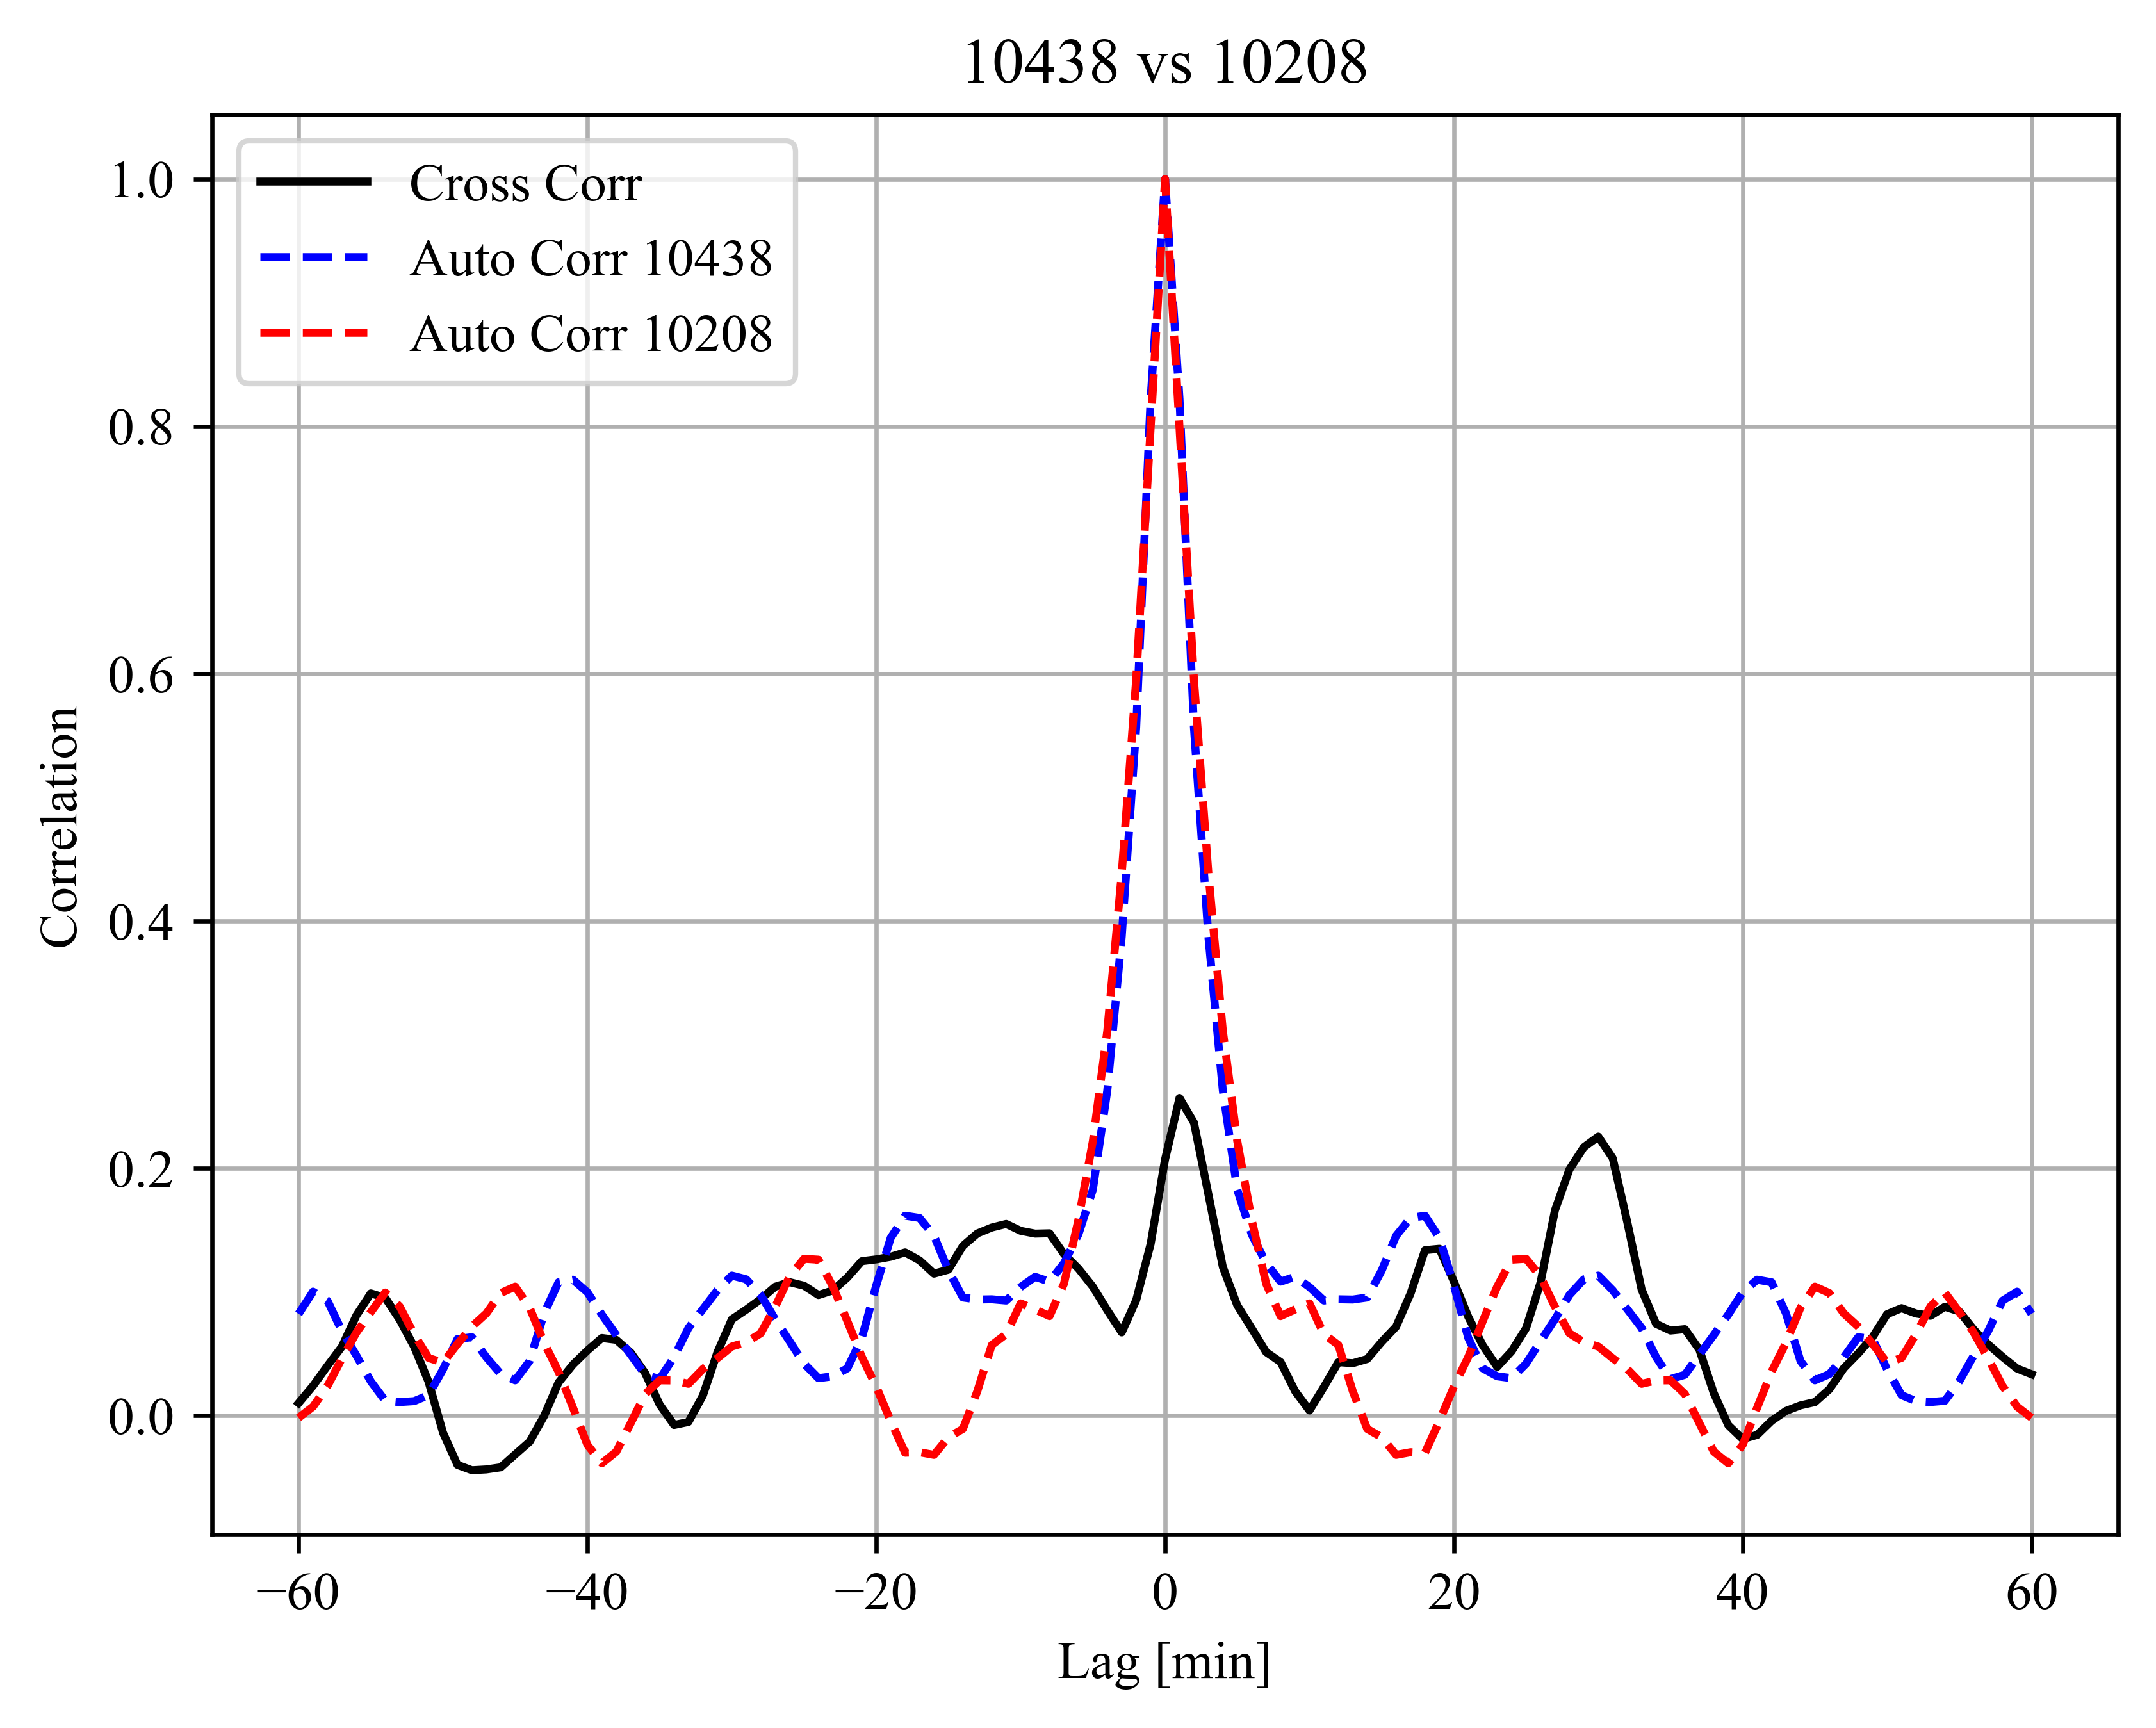 10438 vs 10208
Cross Corr
Auto Corr 10438
Auto Corr 10208
1.0
0.8
0.6
0.4
0.2
0.0
Correlation
−60 −40 −20 0 20 40 60
Lag [min]